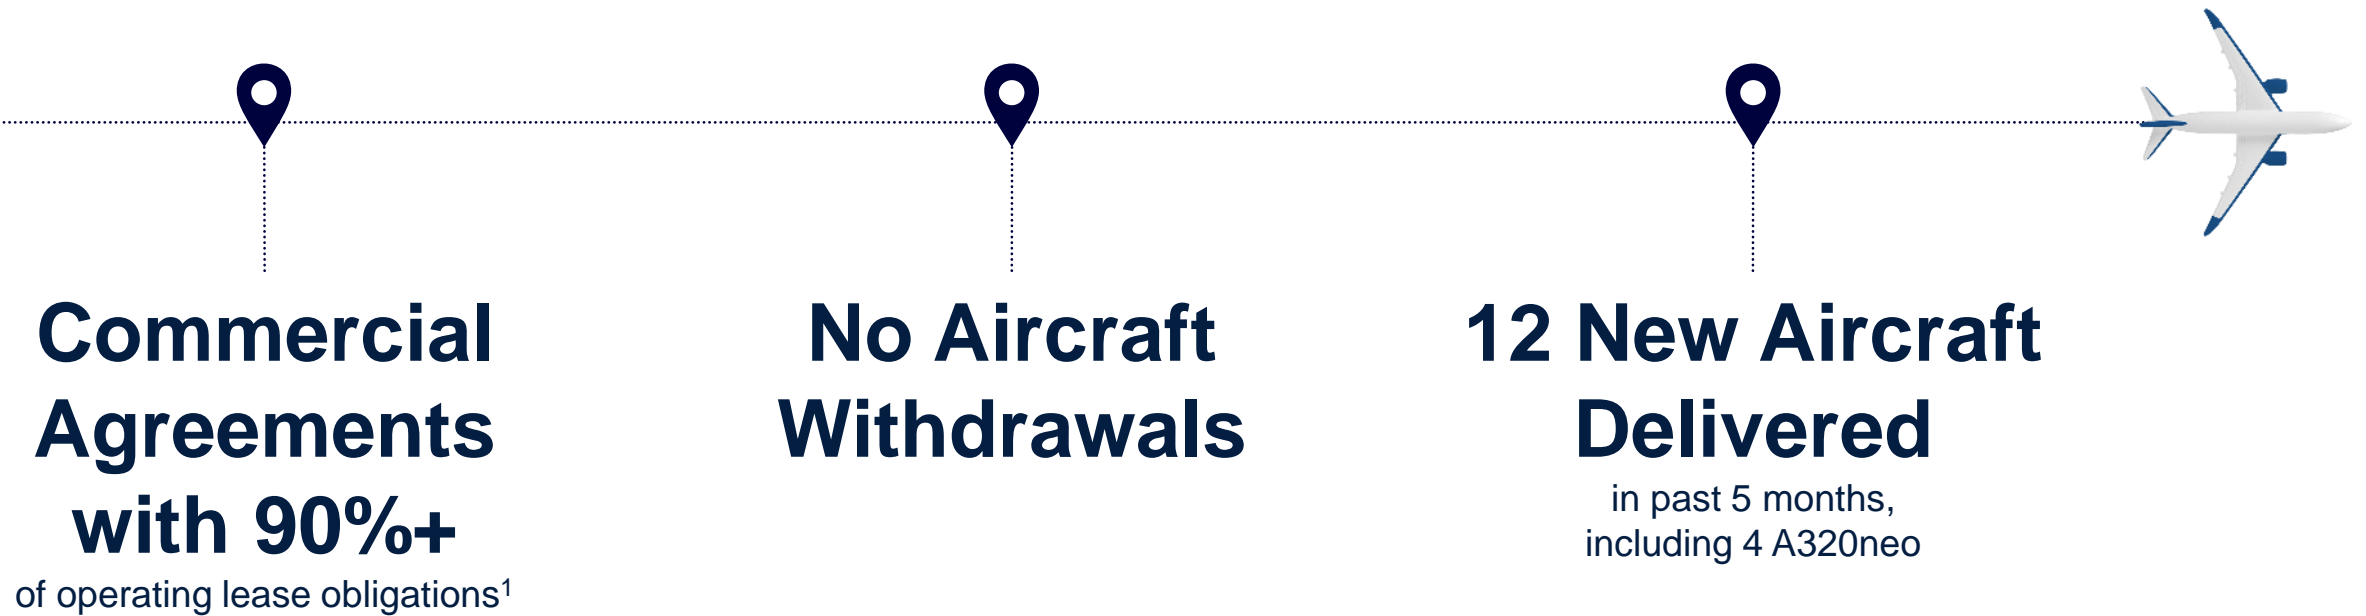 Commercial
Agreements
with 90%+
of operating lease obligations¹
No Aircraft
Withdrawals
12 New Aircraft
Delivered
in past 5 months,
including 4 A320neo